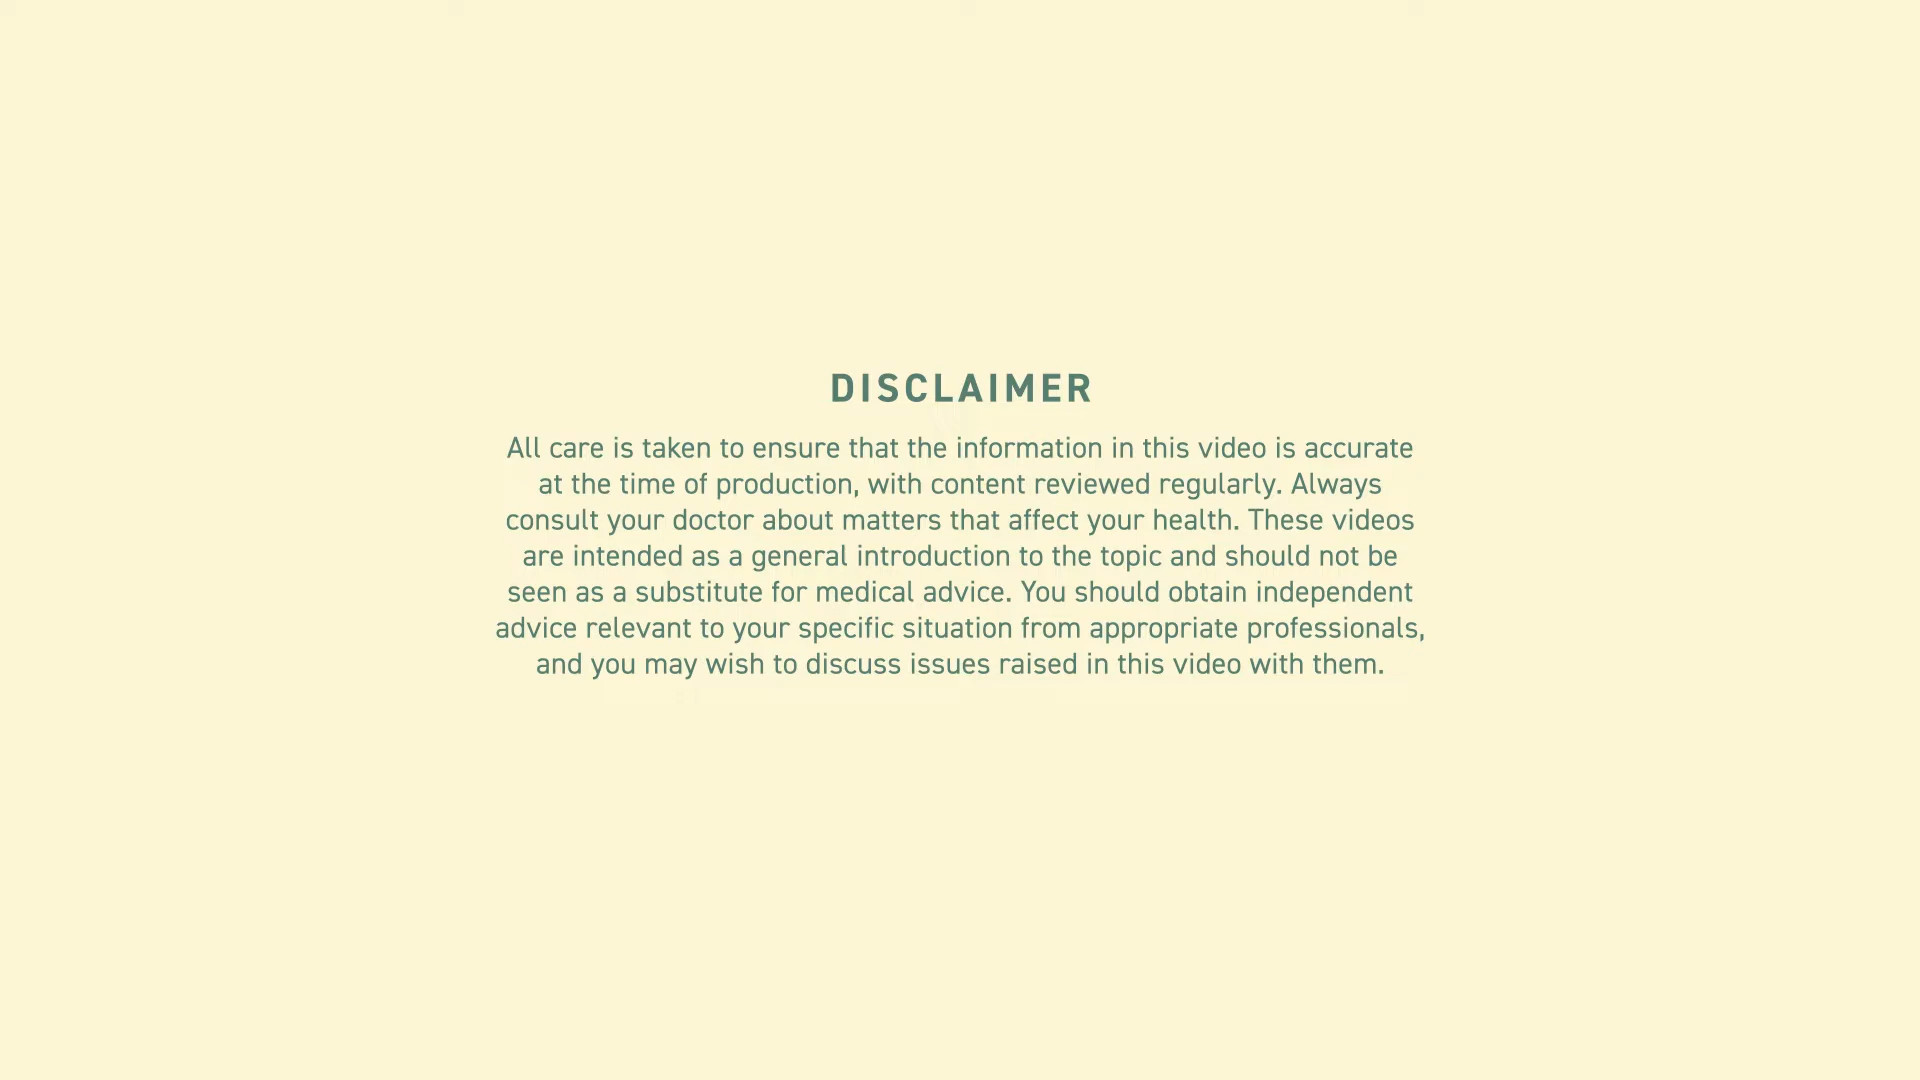 DISCLAIMER
All care is taken to ensure that the information in this video is accurate
at the time of production, with content reviewed regularly. Always
consult your doctor about matters that affect your health. These videos
are intended as a general introduction to the topic and should not be
seen as a substitute for medical advice. You should obtain independent
advice relevant to your specific situation from appropriate professionals,
and you may wish to discuss issues raised in this video with them.